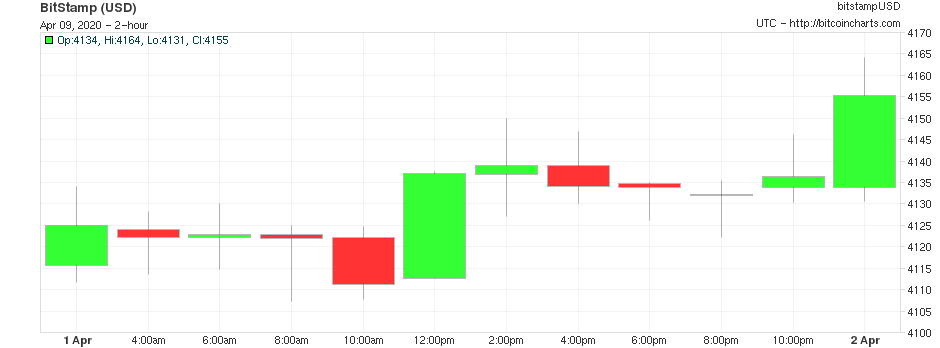 BitStamp (USD)
bitstampUSD
Apr 09, 2020 - 2-hour
UTC - http://bitcoincharts.com
Op:4134, Hi:4164, Lo:4131, Cl:4155
4170
4165
4160
4155
4150
4145
4140
4135
4130
4125
4120
4115
4110
4105
4100
1 Apr
4:00am
6:00am
8:00am
10:00am
12:00pm
2:00pm
4:00pm
6:00pm
8:00pm
10:00pm
2 Apr